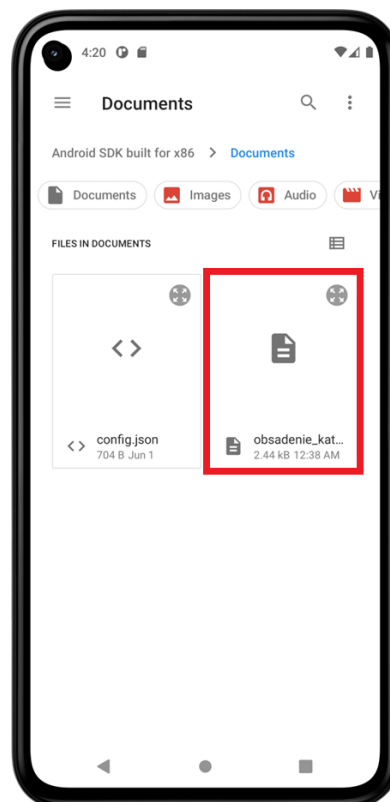 4:20
Documents
Android SDK built for x86 > Documents
Documents Images Audio Vi
FILES IN DOCUMENTS
config.json
704 B Jun 1
obsadenie_kat...
2.44 kB 12:38 AM